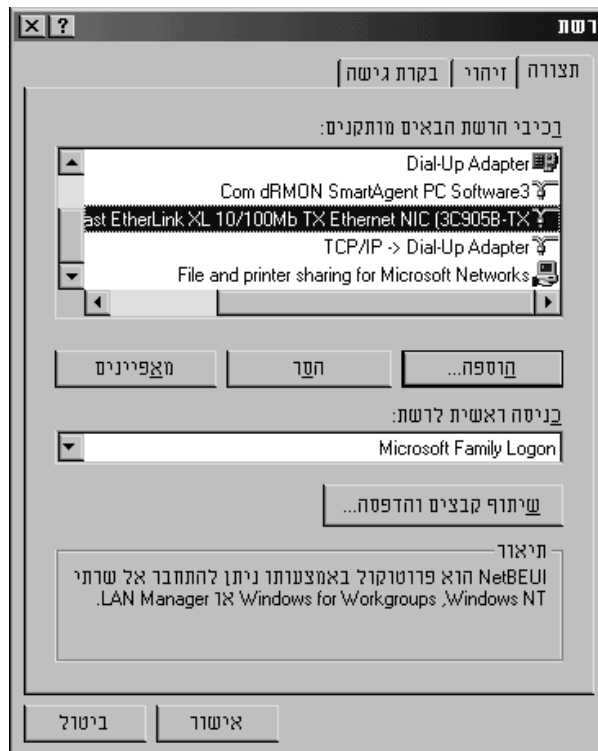 רשת
תצורה
זיהוי
בקרת גישה
רכיבי הרשת הבאים מותקנים:
Dial-Up Adapter
Com dRMON SmartAgent PC Software3
ast EtherLink XL 10/100Mb TX Ethernet NIC (3C905B-TX
TCP/IP -> Dial-Up Adapter
File and printer sharing for Microsoft Networks
הוספה...
הסר
מאפיינים
כניסה ראשית לרשת:
Microsoft Family Logon
שיתוף קבצים והדפסה...
תיאור
NetBEUI הוא פרוטוקול באמצעותו ניתן להתחבר אל שרתי
Windows for Workgroups ,Windows NT או LAN Manager.
אישור
ביטול